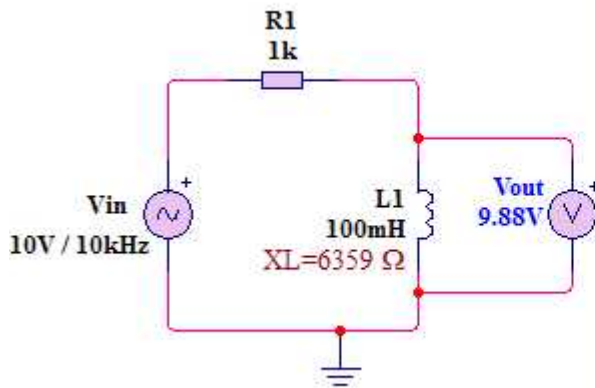 R1
1k
Vin
10V / 10kHz
+
L1
100mH
XL=6359 Ω
Vout
9.88V
+
V